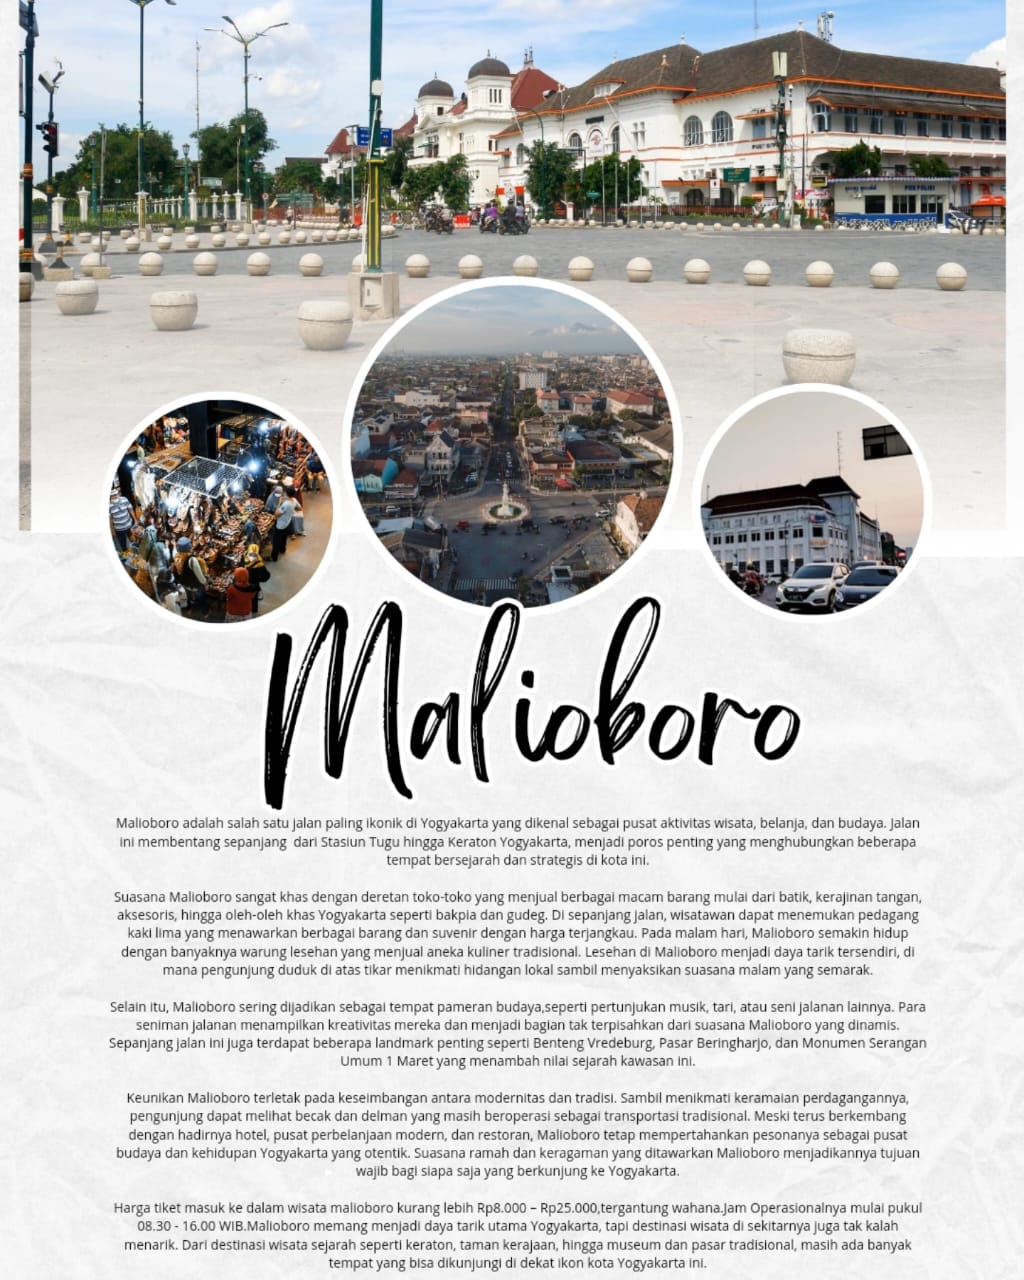 POS POLISI
Malioboro
Malioboro adalah salah satu jalan paling ikonik di Yogyakarta yang dikenal sebagai pusat aktivitas wisata, belanja, dan budaya. Jalan
ini membentang sepanjang  dari Stasiun Tugu hingga Keraton Yogyakarta, menjadi poros penting yang menghubungkan beberapa
tempat bersejarah dan strategis di kota ini.
Suasana Malioboro sangat khas dengan deretan toko-toko yang menjual berbagai macam barang mulai dari batik, kerajinan tangan,
aksesoris, hingga oleh-oleh khas Yogyakarta seperti bakpia dan gudeg. Di sepanjang jalan, wisatawan dapat menemukan pedagang
kaki lima yang menawarkan berbagai barang dan suvenir dengan harga terjangkau. Pada malam hari, Malioboro semakin hidup
dengan banyaknya warung lesehan yang menjual aneka kuliner tradisional. Lesehan di Malioboro menjadi daya tarik tersendiri, di
mana pengunjung duduk di atas tikar menikmati hidangan lokal sambil menyaksikan suasana malam yang semarak.
Selain itu, Malioboro sering dijadikan sebagai tempat pameran budaya,seperti pertunjukan musik, tari, atau seni jalanan lainnya. Para
seniman jalanan menampilkan kreativitas mereka dan menjadi bagian tak terpisahkan dari suasana Malioboro yang dinamis.
Sepanjang jalan ini juga terdapat beberapa landmark penting seperti Benteng Vredeburg, Pasar Beringharjo, dan Monumen Serangan
Umum 1 Maret yang menambah nilai sejarah kawasan ini.
Keunikan Malioboro terletak pada keseimbangan antara modernitas dan tradisi. Sambil menikmati keramaian perdagangannya,
pengunjung dapat melihat becak dan delman yang masih beroperasi sebagai transportasi tradisional. Meski terus berkembang
dengan hadirnya hotel, pusat perbelanjaan modern, dan restoran, Malioboro tetap mempertahankan pesonanya sebagai pusat
budaya dan kehidupan Yogyakarta yang otentik. Suasana ramah dan keragaman yang ditawarkan Malioboro menjadikannya tujuan
wajib bagi siapa saja yang berkunjung ke Yogyakarta.
Harga tiket masuk ke dalam wisata malioboro kurang lebih Rp8.000 – Rp25.000,tergantung wahana.Jam Operasionalnya mulai pukul
08.30 - 16.00 WIB.Malioboro memang menjadi daya tarik utama Yogyakarta, tapi destinasi wisata di sekitarnya juga tak kalah
menarik. Dari destinasi wisata sejarah seperti keraton, taman kerajaan, hingga museum dan pasar tradisional, masih ada banyak
tempat yang bisa dikunjungi di dekat ikon kota Yogyakarta ini.